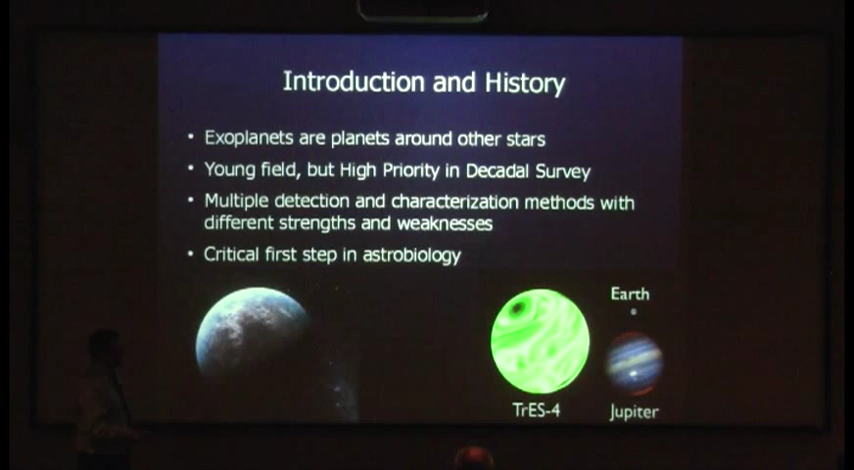 Introduction and History
• Exoplanets are planets around other stars
• Young field, but High Priority in Decadal Survey
• Multiple detection and characterization methods with
different strengths and weaknesses
• Critical first step in astrobiology
Earth
TrES-4
Jupiter